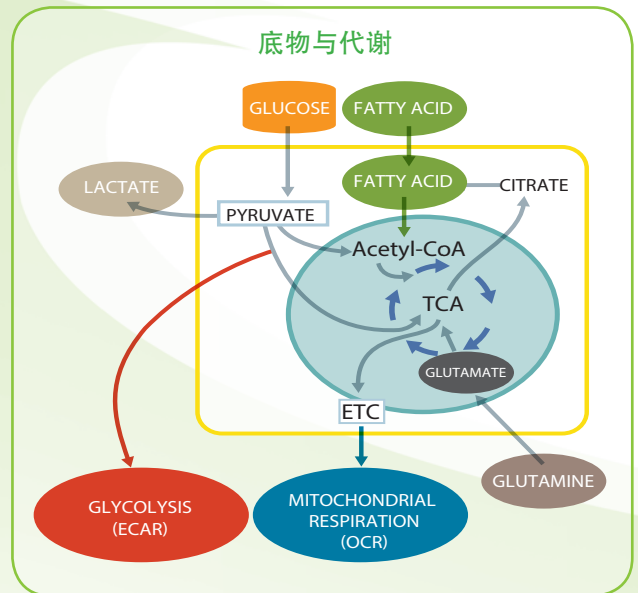 底物与代谢
GLUCOSE
FATTY ACID
LACTATE
FATTY ACID
CITRATE
PYRUVATE
Acetyl-CoA
TCA
GLUTAMATE
ETC
GLUTAMINE
GLYCOLYSIS
(ECAR)
MITOCHONDRIAL
RESPIRATION
(OCR)